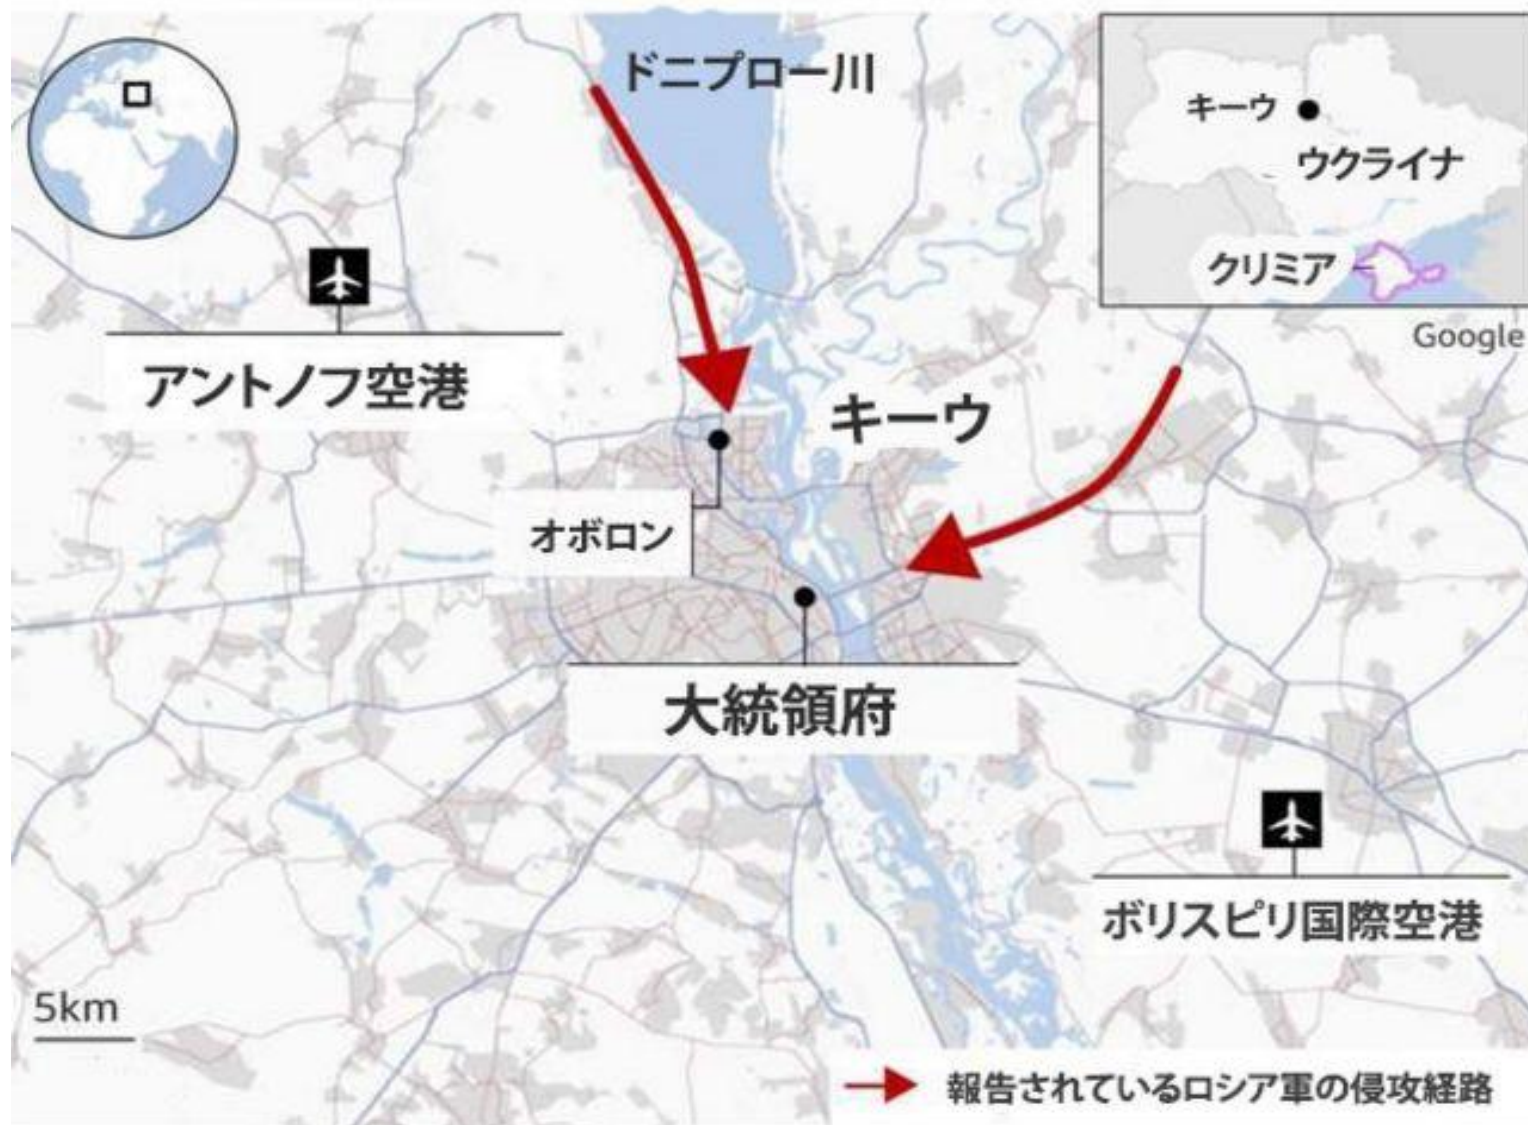 ドニプロー川
キーウ
ウクライナ
クリミア
Google
アントノフ空港
キーウ
オボロン
大統領府
ボリスピリ国際空港
5km
報告されているロシア軍の侵攻経路